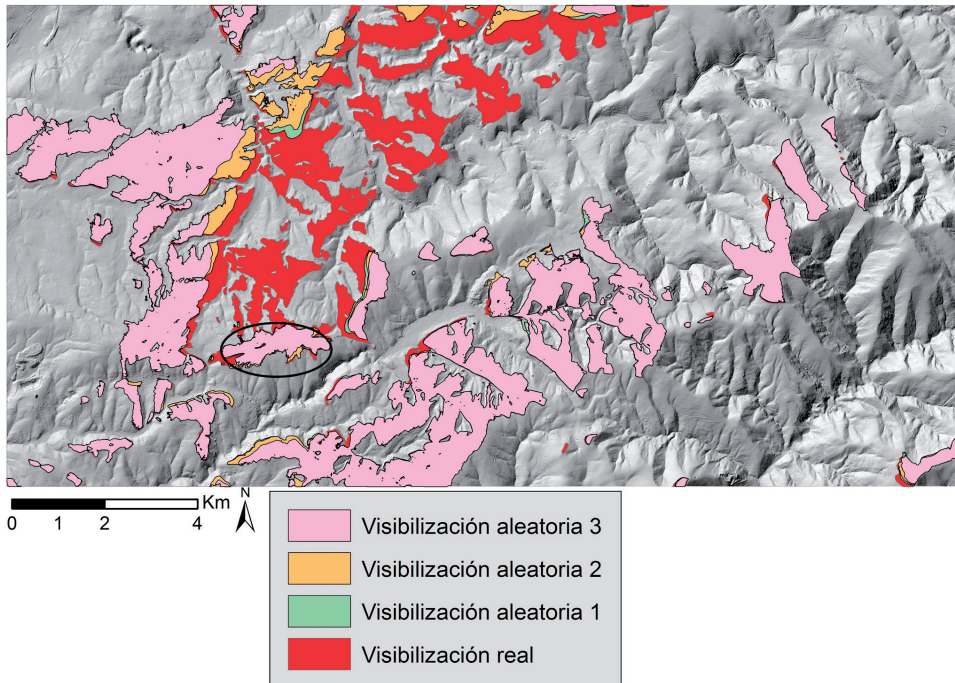 Km
N
0 1 2 4
Visibilización aleatoria 3
Visibilización aleatoria 2
Visibilización aleatoria 1
Visibilización real